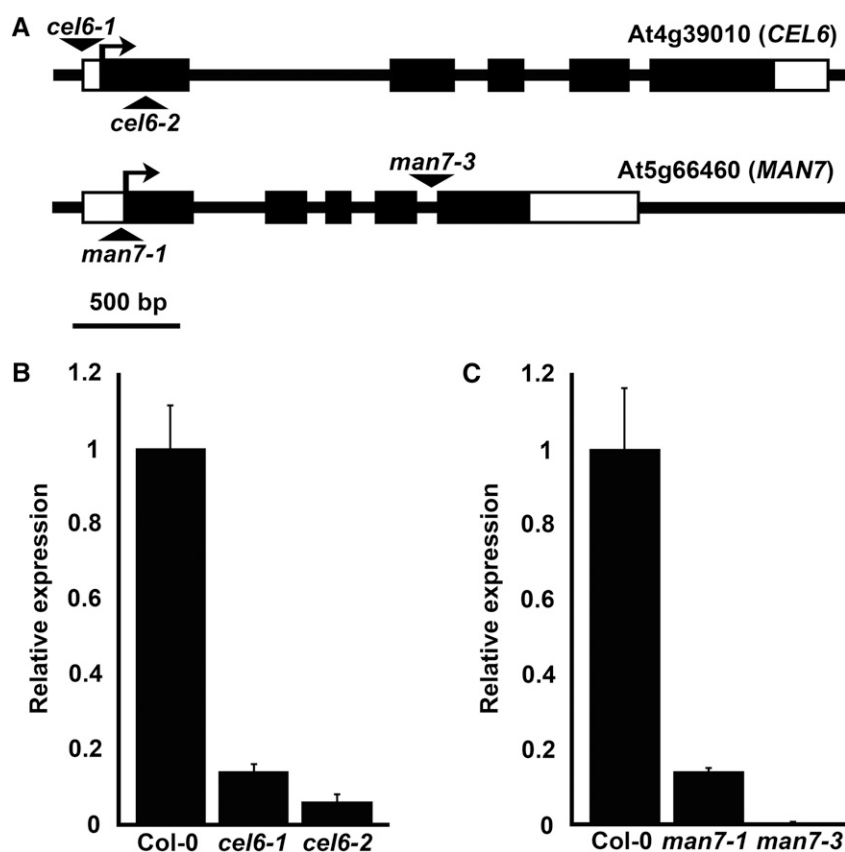 A
cel6-1
At4g39010 (CEL6)
cel6-2
man7-3
At5g66460 (MAN7)
man7-1
500 bp
B
Relative expression
1.2
1
0.8
0.6
0.4
0.2
0
Col-0 cel6-1 cel6-2
C
Relative expression
1.2
1
0.8
0.6
0.4
0.2
0
Col-0 man7-1 man7-3